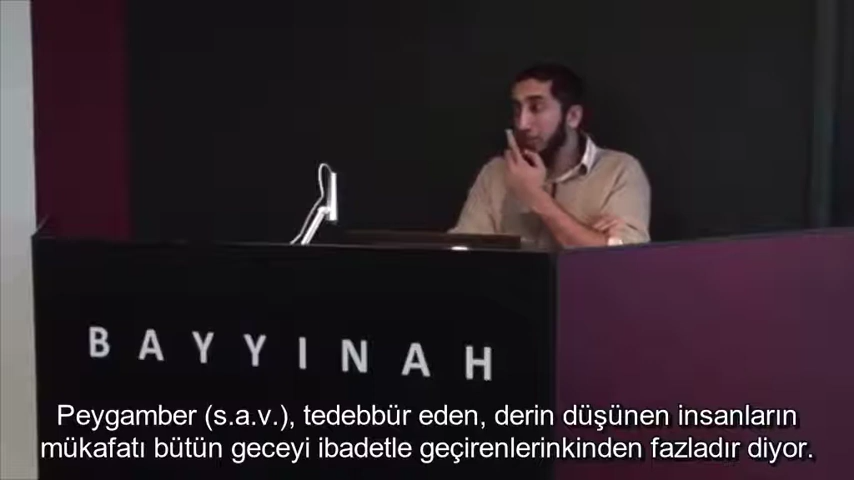 BAYYINAH
Peygamber (s.a.v.), tedebbür eden, derin düşünen insanların
mükafatı bütün geceyi ibadetle geçirenlerinkinden fazladır diyor.